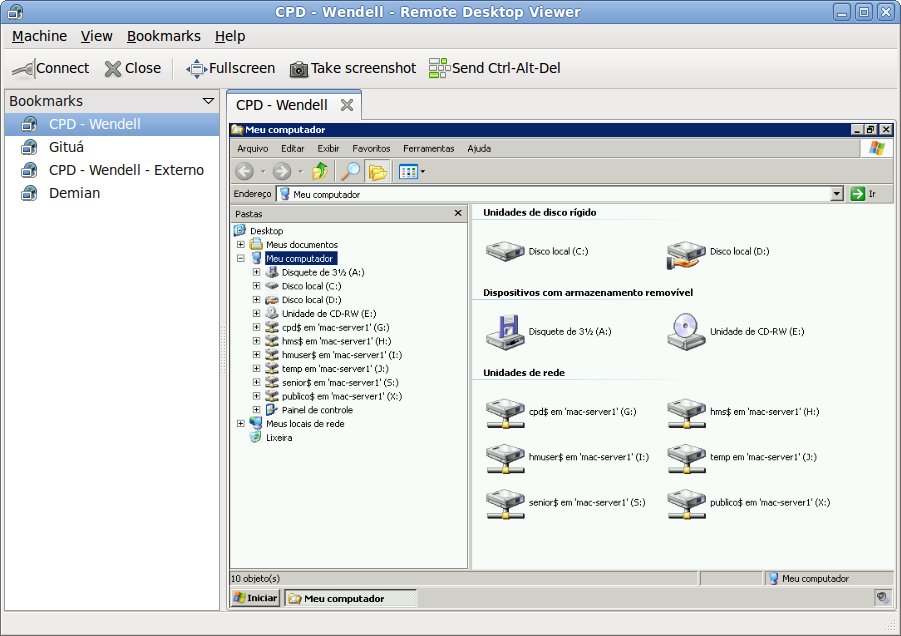 CPD - Wendell - Remote Desktop Viewer
Machine View Bookmarks Help
Connect Close Fullscreen Take screenshot Send Ctrl-Alt-Del
Bookmarks
CPD - Wendell
Gituá
CPD - Wendell - Externo
Demian
CPD - Wendell
Meu computador
Arquivo Editar Exibir Favoritos Ferramentas Ajuda
Endereço Meu computador Ir
Pastas
Desktop
Meus documentos
Meu computador
Disquete de 3½ (A:)
Disco local (C:)
Disco local (D:)
Unidade de CD-RW (E:)
cpd$ em 'mac-server1' (G:)
hms$ em 'mac-server1' (H:)
hmuser$ em 'mac-server1' (I:)
temp em 'mac-server1' (J:)
senior$ em 'mac-server1' (S:)
publico$ em 'mac-server1' (X:)
Painel de controle
Meus locais de rede
Lixeira
Unidades de disco rígido
Disco local (C:) Disco local (D:)
Dispositivos com armazenamento removível
Disquete de 3½ (A:) Unidade de CD-RW (E:)
Unidades de rede
cpd$ em 'mac-server1' (G:) hms$ em 'mac-server1' (H:)
hmuser$ em 'mac-server1' (I:) temp em 'mac-server1' (J:)
senior$ em 'mac-server1' (S:) publico$ em 'mac-server1' (X:)
10 objeto(s) Meu computador
Iniciar Meu computador